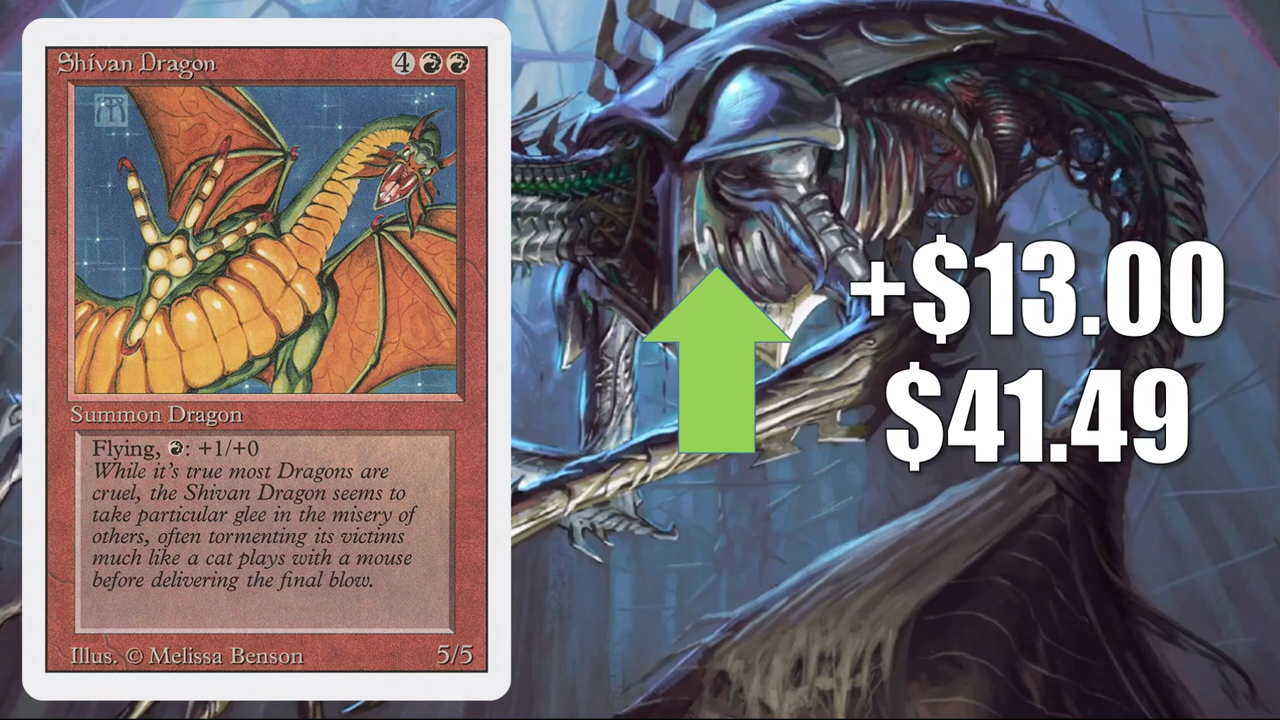 Shivan Dragon 4
Summon Dragon
Flying, : +1/+0
While it's true most Dragons are
cruel, the Shivan Dragon seems to
take particular glee in the misery of
others, often tormenting its victims
much like a cat plays with a mouse
before delivering the final blow.
Illus. © Melissa Benson 5/5
+$13.00
$41.49